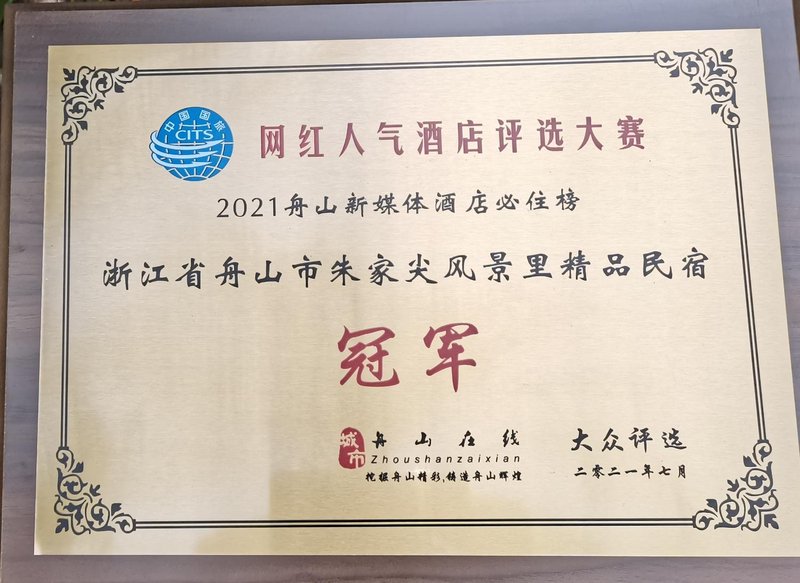 中国国旅
CITS
网红人气酒店评选大赛
2021舟山新媒体酒店必住榜
浙江省舟山市朱家尖风景里精品民宿
冠军
城市
舟山在线
Zhoushanzaixian
挖掘舟山精彩,铸造舟山辉煌
大众评选
二零二一年七月